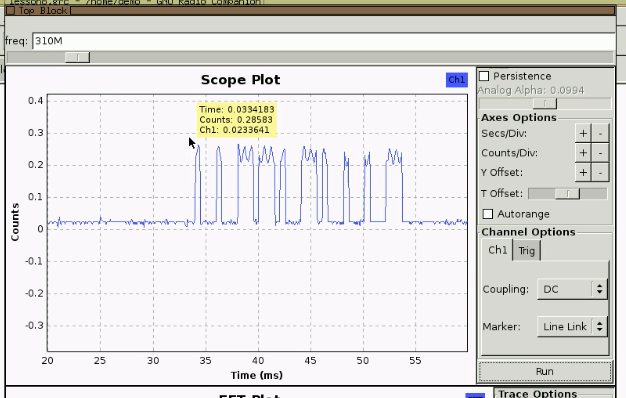 lesson6.grc - /home/demo - GNU Radio Companion
Top Block
freq: 310M
Scope Plot
Ch1
Time: 0.0334183
Counts: 0.28583
Ch1: 0.0233641
Counts
0.4
0.3
0.2
0.1
0
-0.1
-0.2
-0.3
20 25 30 35 40 45 50 55
Time (ms)
Persistence
Analog Alpha: 0.0994
Axes Options
Secs/Div: + -
Counts/Div: + -
Y Offset: + -
T Offset:
Autorange
Channel Options
Ch1 Trig
Coupling: DC
Marker: Line Link
Run
FFT Plot
Trace Options